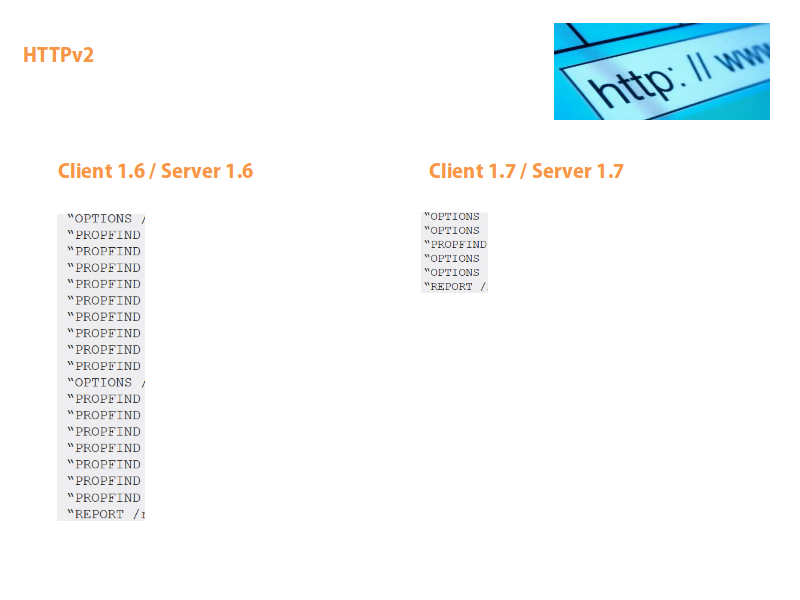 HTTPv2
http: // www
Client 1.6 / Server 1.6
Client 1.7 / Server 1.7
“OPTIONS /
“PROPFIND
“PROPFIND
“PROPFIND
“PROPFIND
“PROPFIND
“PROPFIND
“PROPFIND
“PROPFIND
“PROPFIND
“OPTIONS /
“PROPFIND
“PROPFIND
“PROPFIND
“PROPFIND
“PROPFIND
“PROPFIND
“PROPFIND
“REPORT /r
“OPTIONS
“OPTIONS
“PROPFIND
“OPTIONS
“OPTIONS
“REPORT /